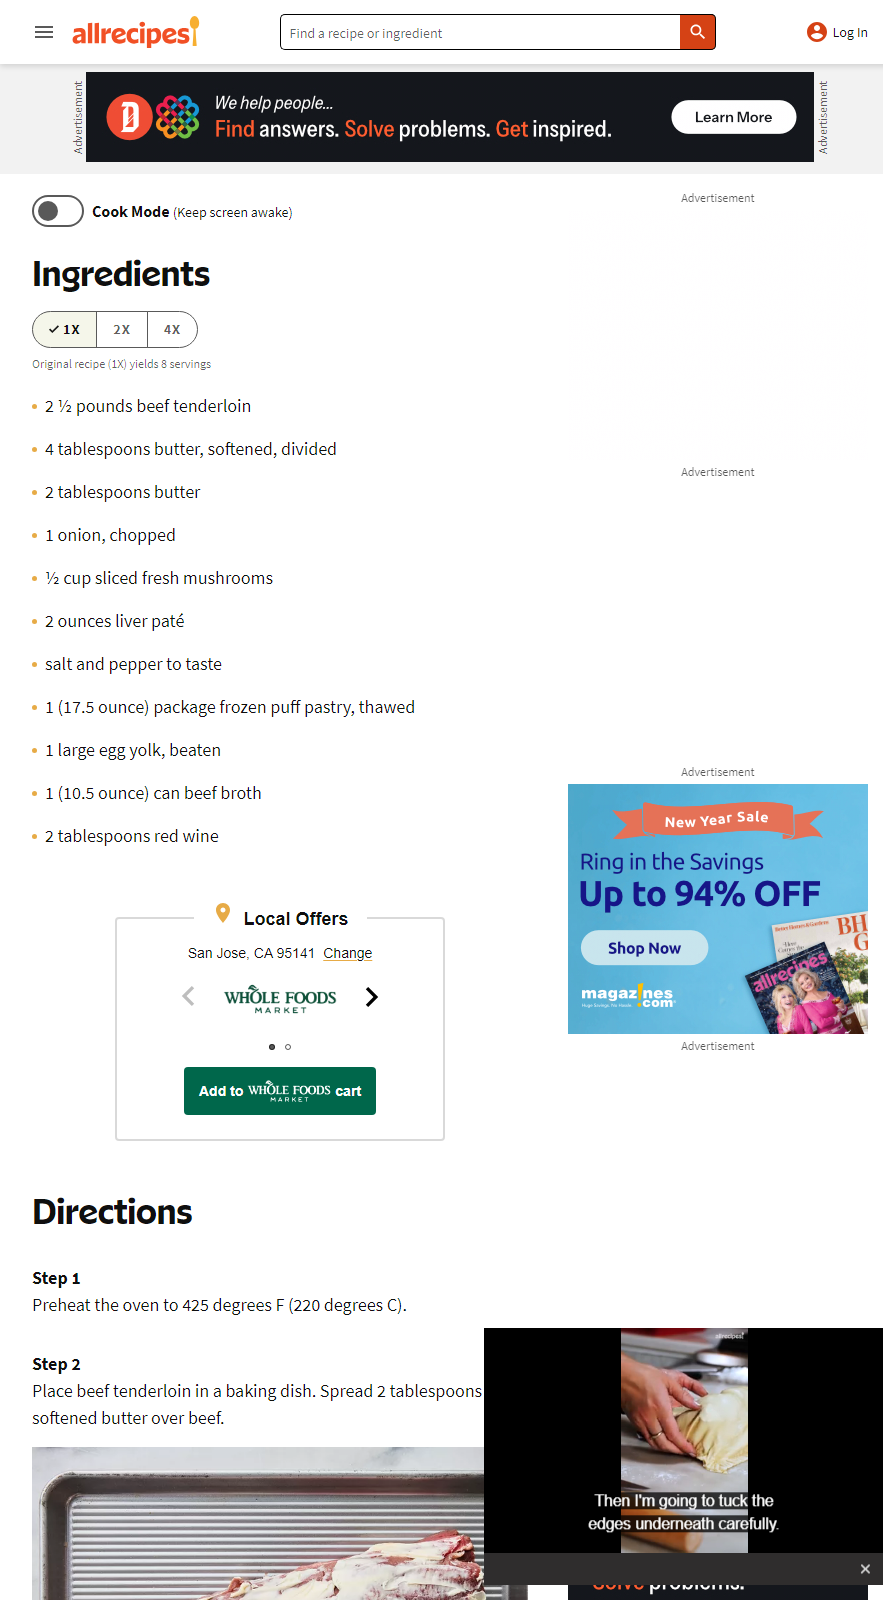 allrecipes
Find a recipe or ingredient
Log In
Advertisement
We help people...
Find answers. Solve problems. Get inspired.
Learn More
Advertisement
Cook Mode (Keep screen awake)
Advertisement
Ingredients
1X 2X 4X
Original recipe (1X) yields 8 servings
2 ½ pounds beef tenderloin
4 tablespoons butter, softened, divided
Advertisement
2 tablespoons butter
1 onion, chopped
½ cup sliced fresh mushrooms
2 ounces liver paté
salt and pepper to taste
1 (17.5 ounce) package frozen puff pastry, thawed
1 large egg yolk, beaten
Advertisement
1 (10.5 ounce) can beef broth
2 tablespoons red wine
New Year Sale
Ring in the Savings
Up to 94% OFF
Shop Now
magazines.com
Better Homes & Gardens
allrecipes
Advertisement
Local Offers
San Jose, CA 95141 Change
WHOLE FOODS
MARKET
Add to WHOLE FOODS MARKET cart
Directions
Step 1
Preheat the oven to 425 degrees F (220 degrees C).
Step 2
Place beef tenderloin in a baking dish. Spread 2 tablespoons
softened butter over beef.
allrecipes
Then I'm going to tuck the
edges underneath carefully.
Solve problems.